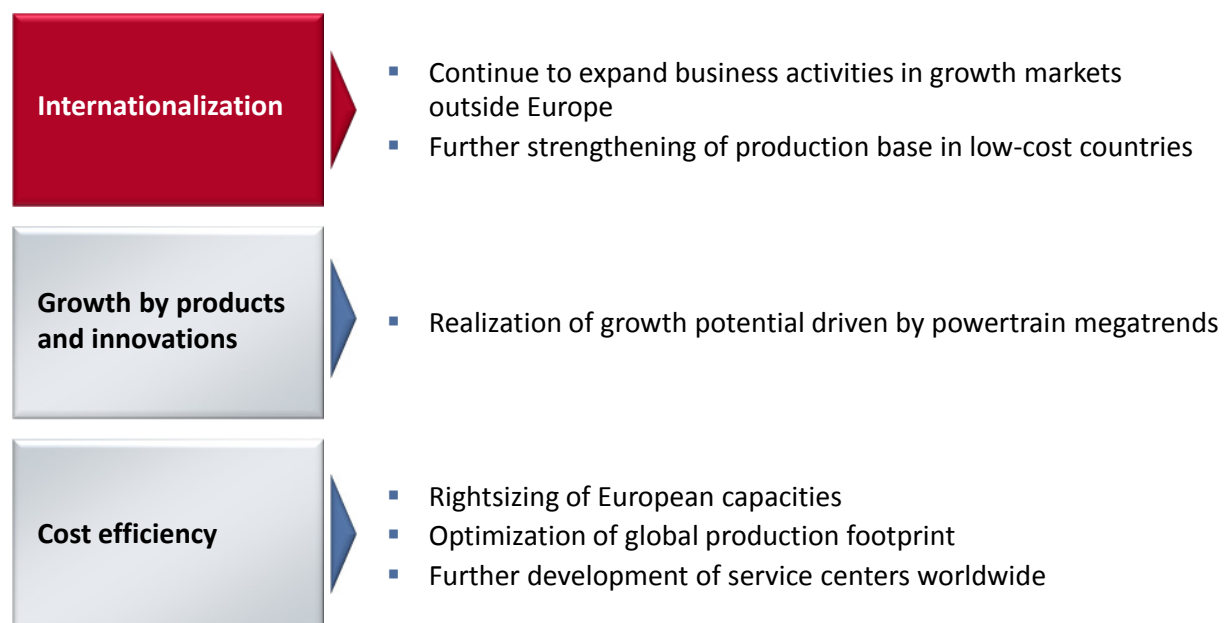 Internationalization
▪ Continue to expand business activities in growth markets
outside Europe
▪ Further strengthening of production base in low-cost countries
Growth by products
and innovations
▪ Realization of growth potential driven by powertrain megatrends
Cost efficiency
▪ Rightsizing of European capacities
▪ Optimization of global production footprint
▪ Further development of service centers worldwide